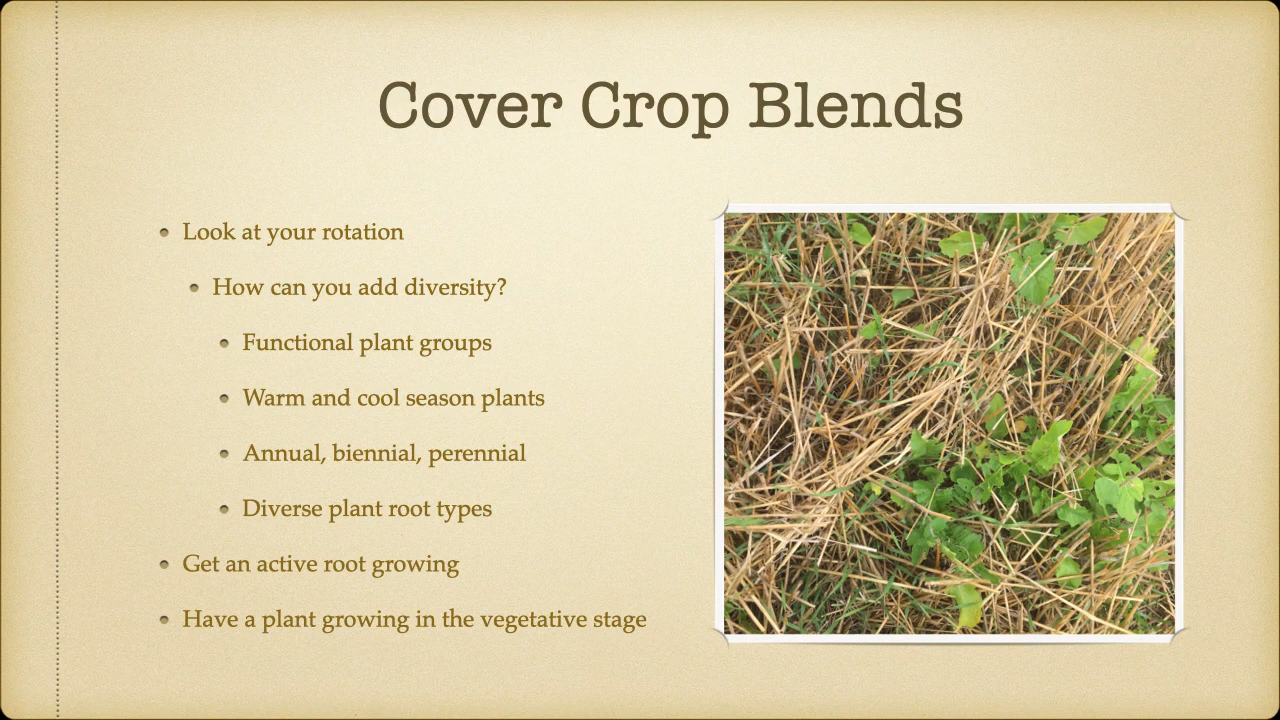 Cover Crop Blends
Look at your rotation
How can you add diversity?
Functional plant groups
Warm and cool season plants
Annual, biennial, perennial
Diverse plant root types
Get an active root growing
Have a plant growing in the vegetative stage